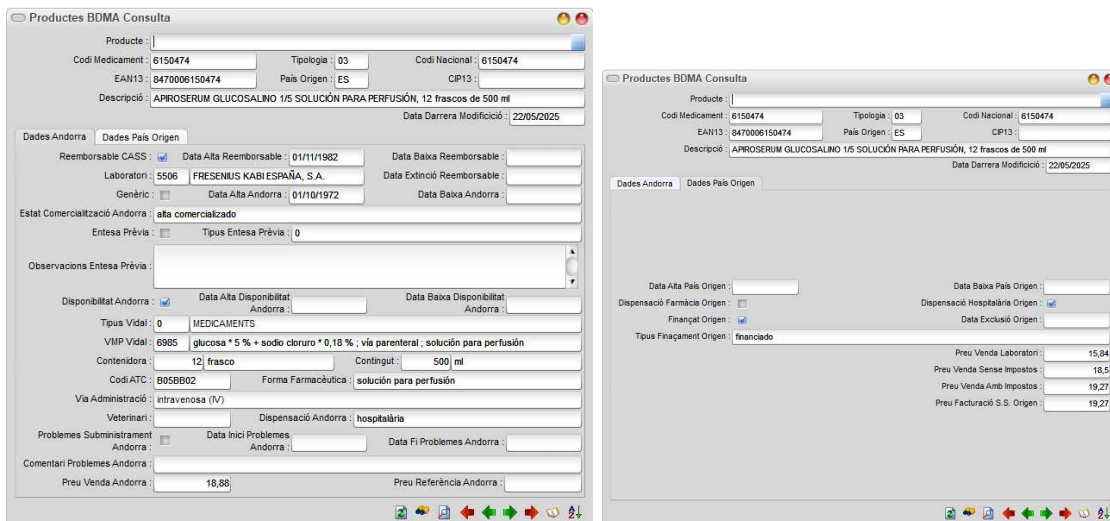 Productes BDMA Consulta
Producte :
Codi Medicament : 6150474 Tipologia : 03 Codi Nacional : 6150474
EAN13 : 8470006150474 País Origen : ES CIP13 :
Descripció : APIROSERUM GLUCOSALINO 1/5 SOLUCIÓN PARA PERFUSIÓN, 12 frascos de 500 ml
Data Darrera Modificició : 22/05/2025
Dades Andorra Dades País Origen
Reemborsable CASS : Data Alta Reemborsable : 01/11/1982 Data Baixa Reemborsable :
Laboratori : 5506 FRESENIUS KABI ESPAÑA, S.A. Data Extinció Reemborsable :
Genèric : Data Alta Andorra : 01/10/1972 Data Baixa Andorra :
Estat Comercialització Andorra : alta comercializado
Entesa Prèvia : Tipus Entesa Prèvia : 0
Observacions Entesa Prèvia :
Disponibilitat Andorra : Data Alta Disponibilitat Andorra : Data Baixa Disponibilitat Andorra :
Tipus Vidal : 0 MEDICAMENTS
VMP Vidal : 6985 glucosa * 5 % + sodio cloruro * 0,18 % ; vía parenteral ; solución para perfusión
Contenidora : 12 frasco Contingut : 500 ml
Codi ATC : B05BB02 Forma Farmacèutica : solución para perfusión
Via Administració : intravenosa (IV)
Veterinari : Dispensació Andorra : hospitalària
Problemes Subministrament Andorra : Data Inici Problemes Andorra : Data Fi Problemes Andorra :
Comentari Problemes Andorra :
Preu Venda Andorra : 18,88 Preu Referència Andorra :
Productes BDMA Consulta
Producte :
Codi Medicament : 6150474 Tipologia : 03 Codi Nacional : 6150474
EAN13 : 8470006150474 País Origen : ES CIP13 :
Descripció : APIROSERUM GLUCOSALINO 1/5 SOLUCIÓN PARA PERFUSIÓN, 12 frascos de 500 ml
Data Darrera Modificició : 22/05/2025
Dades Andorra Dades País Origen
Data Alta País Origen : Data Baixa País Origen :
Dispensació Farmàcia Origen : Dispensació Hospitalària Origen :
Finançat Origen : Data Exclusió Origen :
Tipus Finaçament Origen : financiado
Preu Venda Laboratori : 15,84
Preu Venda Sense Impostos : 18,5
Preu Venda Amb Impostos : 19,27
Preu Facturació S.S. Origen : 19,27